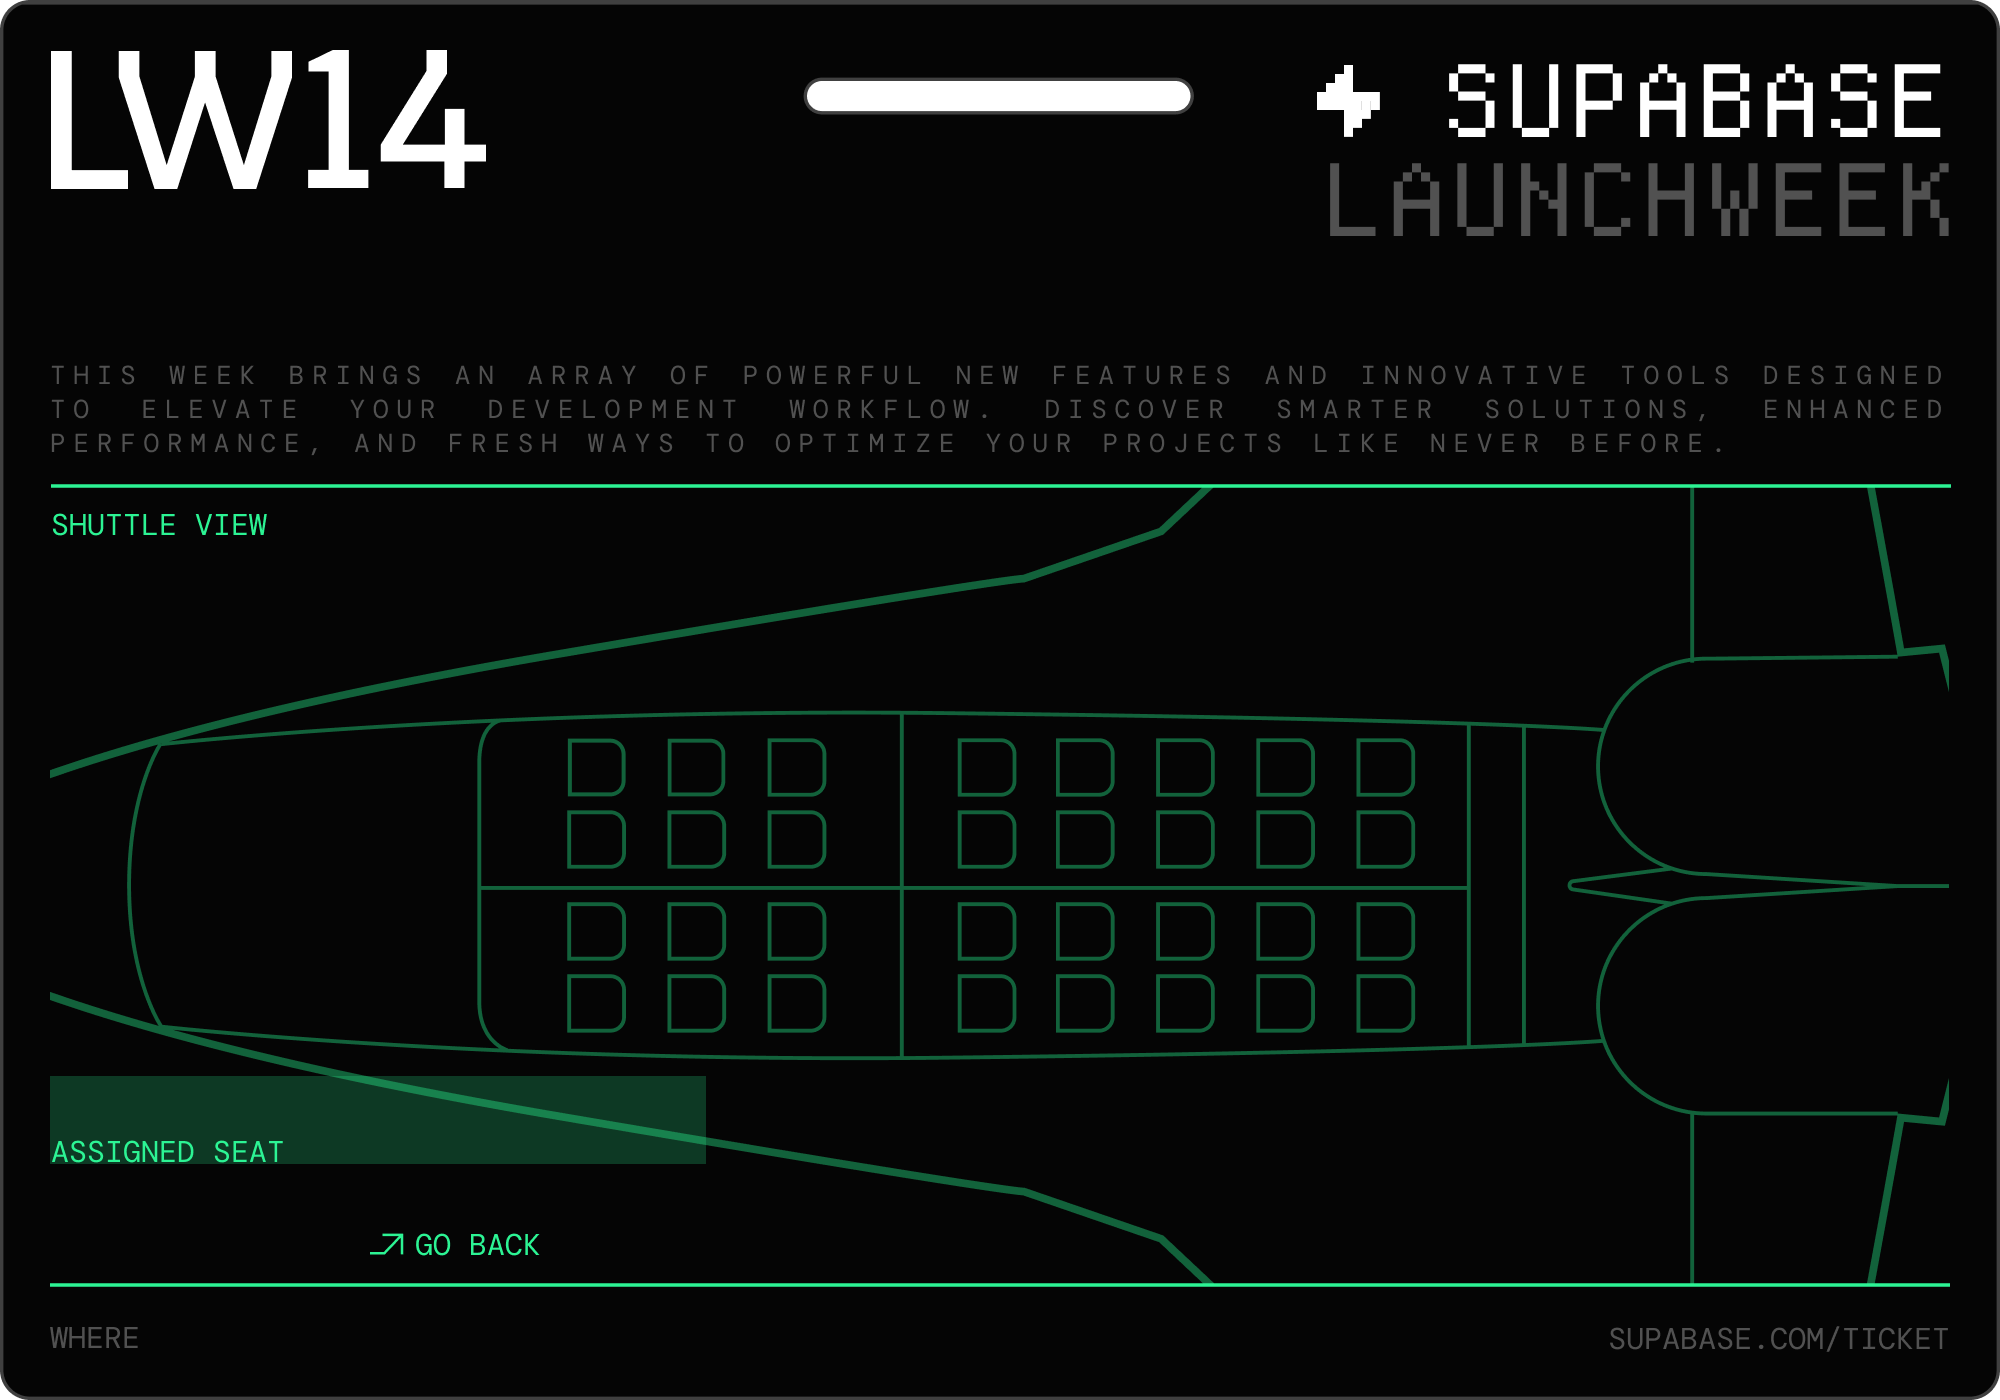 LW14
SUPABASE
LAUNCHWEEK
THIS WEEK BRINGS AN ARRAY OF POWERFUL NEW FEATURES AND INNOVATIVE TOOLS DESIGNED
TO ELEVATE YOUR DEVELOPMENT WORKFLOW. DISCOVER SMARTER SOLUTIONS, ENHANCED
PERFORMANCE, AND FRESH WAYS TO OPTIMIZE YOUR PROJECTS LIKE NEVER BEFORE.
SHUTTLE VIEW
ASSIGNED SEAT
GO BACK
WHERE
SUPABASE.COM/TICKET